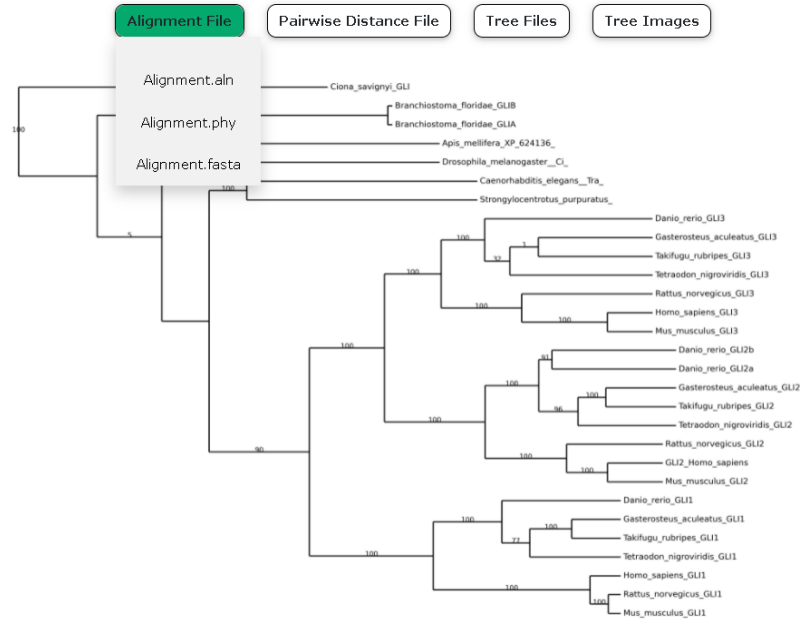 Alignment File
Pairwise Distance File
Tree Files
Tree Images
Alignment.aln
Alignment.phy
Alignment.fasta
Ciona_savignyi_GLI
Branchiostoma_floridae_GLIB
100
Branchiostoma_floridae_GLIA
Apis_mellifera_XP_624136_
Drosophila_melanogaster__Ci_
Caenorhabditis_elegans__Tra_
100
Strongylocentrotus_purpuratus_
Danio_rerio_GLI3
5
100
Gasterosteus_aculeatus_GLI3
1
Takifugu_rubripes_GLI3
32
100
Tetraodon_nigroviridis_GLI3
Rattus_norvegicus_GLI3
100
Homo_sapiens_GLI3
100
Mus_musculus_GLI3
100
Danio_rerio_GLI2b
91
Danio_rerio_GLI2a
100
Gasterosteus_aculeatus_GLI2
100
Takifugu_rubripes_GLI2
96
100
Tetraodon_nigroviridis_GLI2
Rattus_norvegicus_GLI2
90
100
GLI2_Homo_sapiens
100
Mus_musculus_GLI2
Danio_rerio_GLI1
100
Gasterosteus_aculeatus_GLI1
100
Takifugu_rubripes_GLI1
77
100
Tetraodon_nigroviridis_GLI1
Homo_sapiens_GLI1
100
Rattus_norvegicus_GLI1
100
Mus_musculus_GLI1